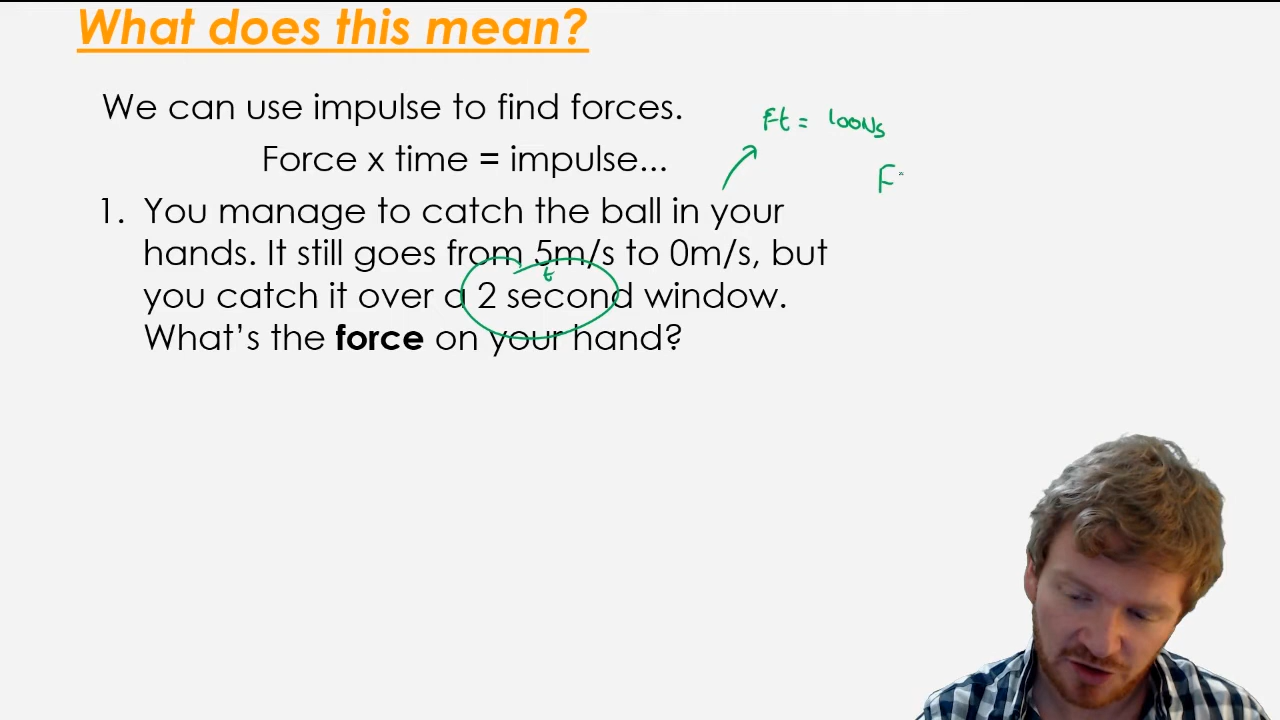 What does this mean?
We can use impulse to find forces.
Ft = 100Ns
Force x time = impulse...
F
1. You manage to catch the ball in your
hands. It still goes from 5m/s to 0m/s, but
t
you catch it over a 2 second window.
What's the force on your hand?